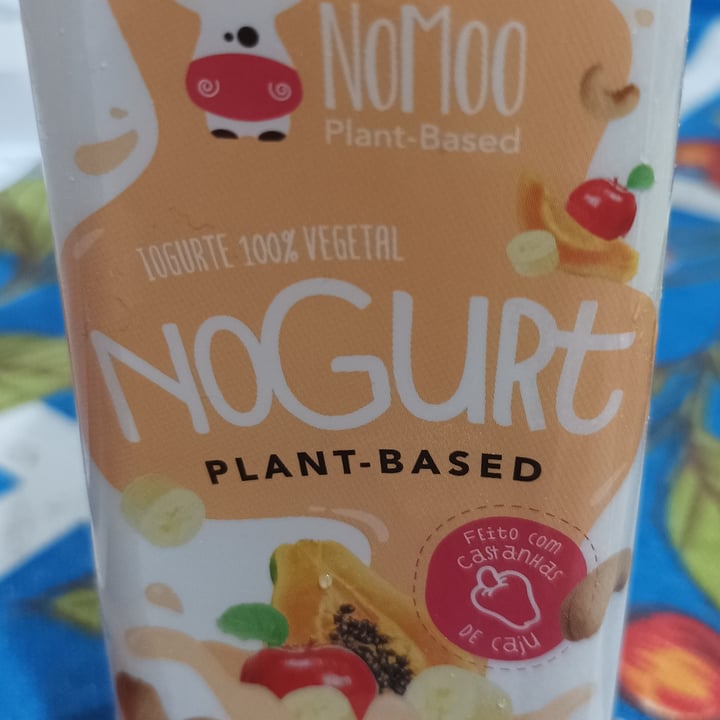 NoMoo
Plant-Based
IOGURTE 100% VEGETAL
NOGURt
PLANT-BASED
FEito com
castanhas
DE caju